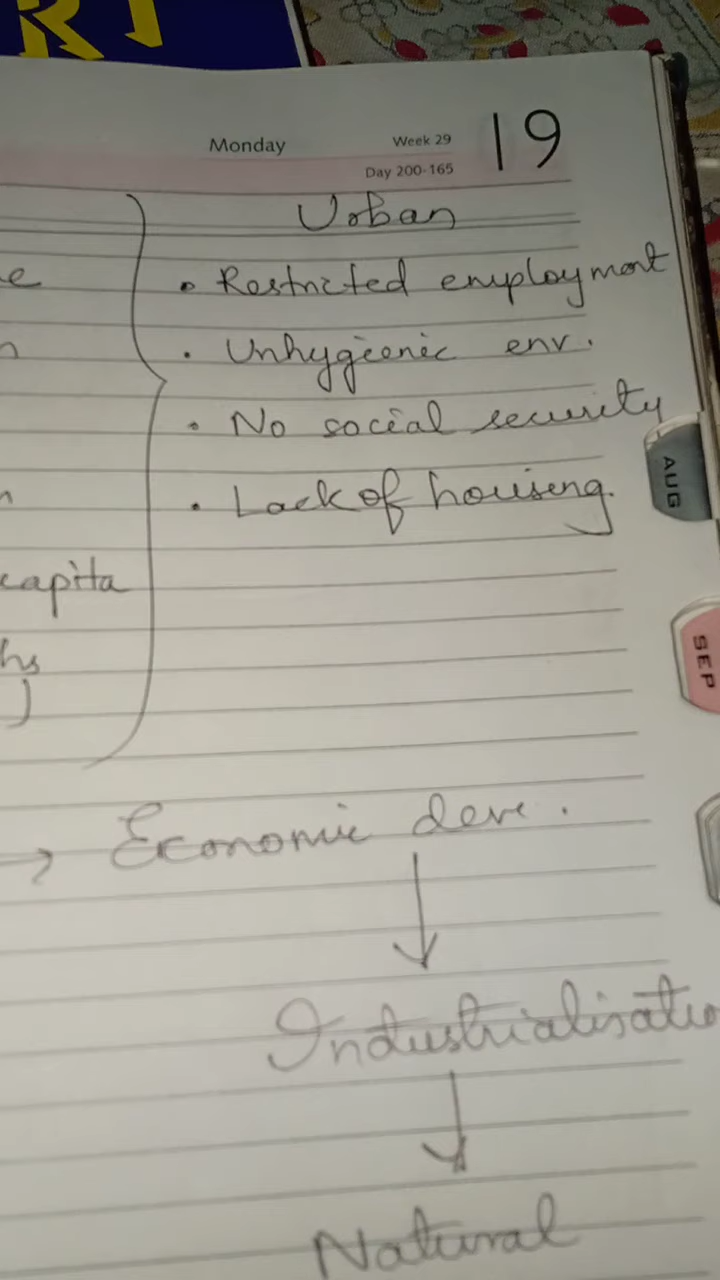 Monday
Week 29
Day 200-165
19
Urban
• Restricted employment
• Unhygienic env.
• No social security
• Lack of housing.
capita
→ Economic deve.
↓
Industrialisatio
↓
Natural
AUG
SEP